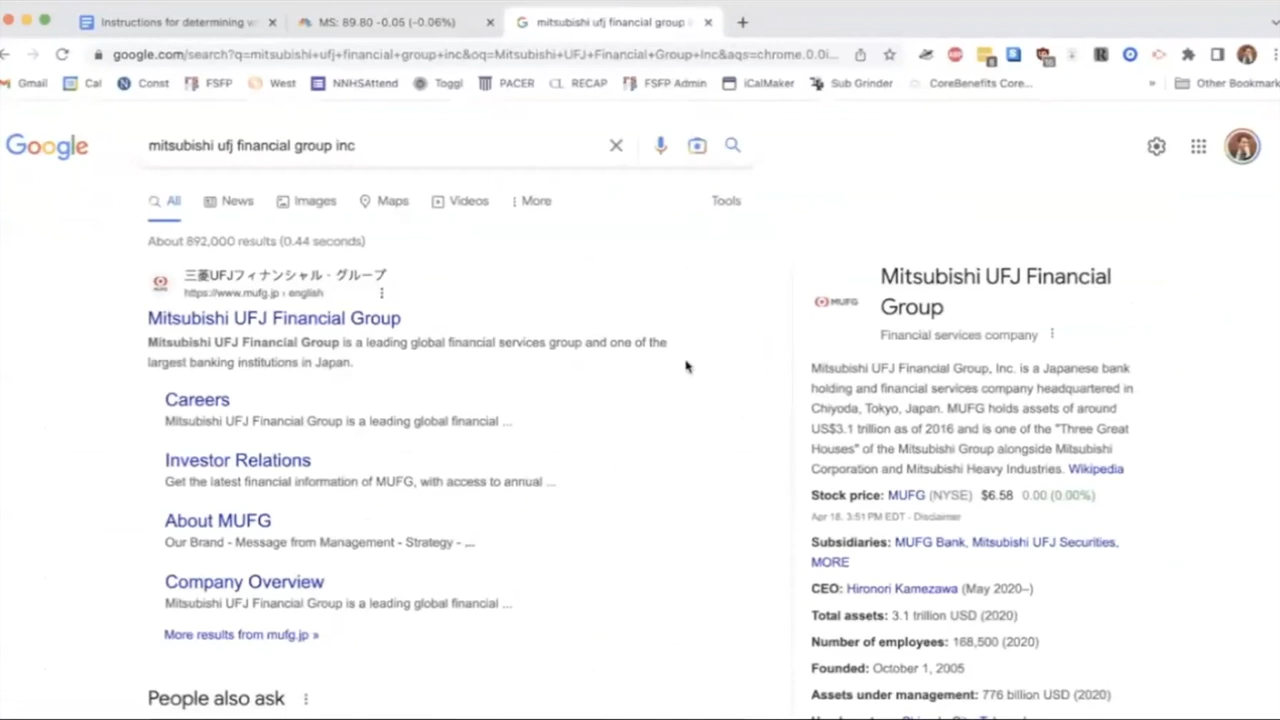 Instructions for determining w
MS: 89.80 -0.05 (-0.06%)
mitsubishi ufj financial group i
google.com/search?q=mitsubishi+ufj+financial+group+inc&oq=Mitsubishi+UFJ+Financial+Group+Inc&aqs=chrome.0.0i...
Gmail
Cal
Const
FSFP
West
NNHSAttend
Toggl
PACER
CL RECAP
FSFP Admin
iCalMaker
Sub Grinder
CoreBenefits Core...
»
Other Bookmark
Google
mitsubishi ufj financial group inc
All
News
Images
Maps
Videos
More
Tools
About 892,000 results (0.44 seconds)
三菱UFJフィナンシャル・グループ
https://www.mufg.jp › english
Mitsubishi UFJ Financial Group
Mitsubishi UFJ Financial Group is a leading global financial services group and one of the
largest banking institutions in Japan.
Careers
Mitsubishi UFJ Financial Group is a leading global financial ...
Investor Relations
Get the latest financial information of MUFG, with access to annual ...
About MUFG
Our Brand - Message from Management - Strategy - ...
Company Overview
Mitsubishi UFJ Financial Group is a leading global financial ...
More results from mufg.jp »
People also ask
MUFG
Mitsubishi UFJ Financial
Group
Financial services company
Mitsubishi UFJ Financial Group, Inc. is a Japanese bank
holding and financial services company headquartered in
Chiyoda, Tokyo, Japan. MUFG holds assets of around
US$3.1 trillion as of 2016 and is one of the "Three Great
Houses" of the Mitsubishi Group alongside Mitsubishi
Corporation and Mitsubishi Heavy Industries. Wikipedia
Stock price: MUFG (NYSE) $6.58 0.00 (0.00%)
Apr 18, 3:51 PM EDT - Disclaimer
Subsidiaries: MUFG Bank, Mitsubishi UFJ Securities,
MORE
CEO: Hironori Kamezawa (May 2020–)
Total assets: 3.1 trillion USD (2020)
Number of employees: 168,500 (2020)
Founded: October 1, 2005
Assets under management: 776 billion USD (2020)